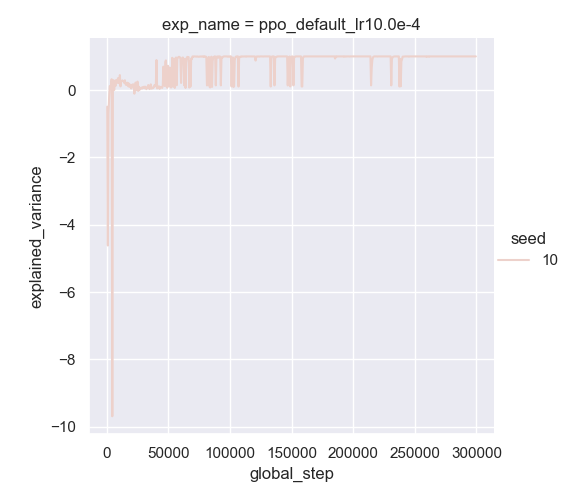 exp_name = ppo_default_lr10.0e-4
explained_variance
0
−2
−4
−6
−8
−10
0 50000 100000 150000 200000 250000 300000
global_step
seed
10